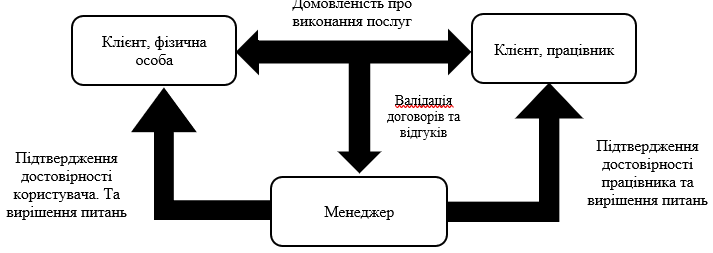 Домовленість про
виконання послуг
Клієнт, фізична
особа
Клієнт, працівник
Валідація
договорів та
відгуків
Підтвердження
достовірності
користувача. Та
вирішення питань
Підтвердження
достовірності
працівника та
вирішення питань
Менеджер